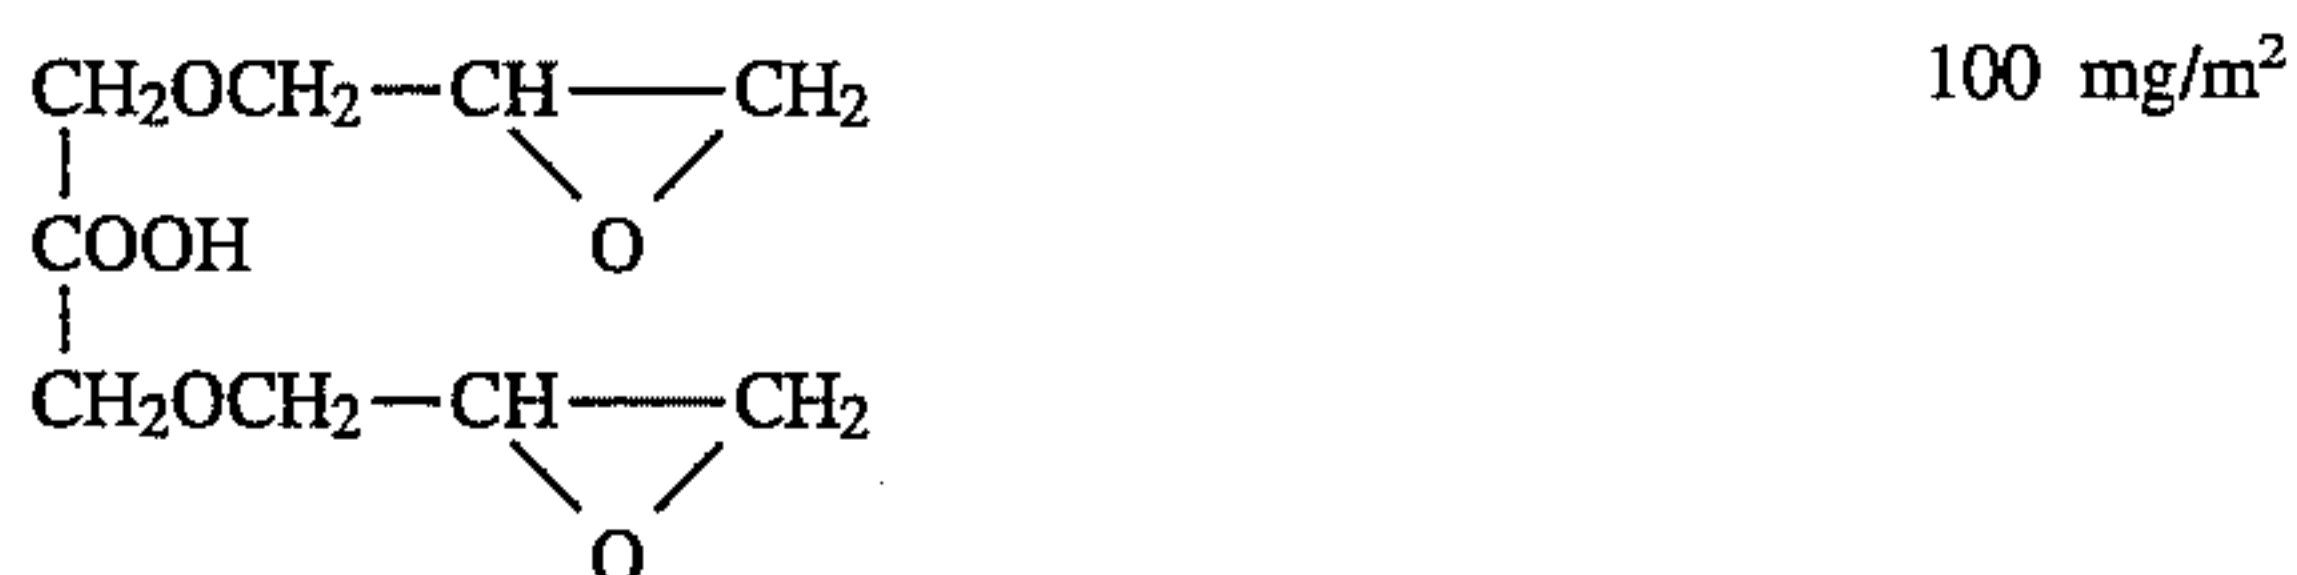 CH₂OCH₂—CH—CH₂ 100 mg/m²
COOH O
CH₂OCH₂—CH—CH₂
O